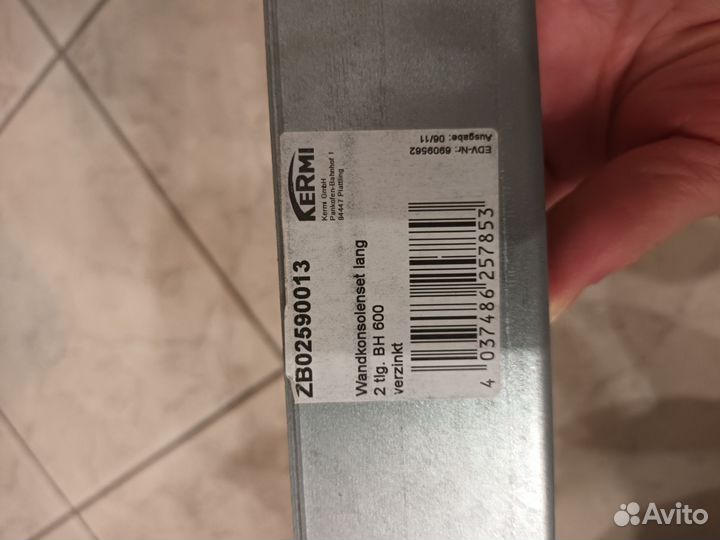 KERMI
Kermi GmbH
Pankofen-Bahnhof 1
94447 Plattling
ZB02590013
Wandkonsolenset lang
2 tlg. BH 600
verzinkt
4 037486 257853
EDV-Nr: 6909562
Ausgabe: 06/11
Avito